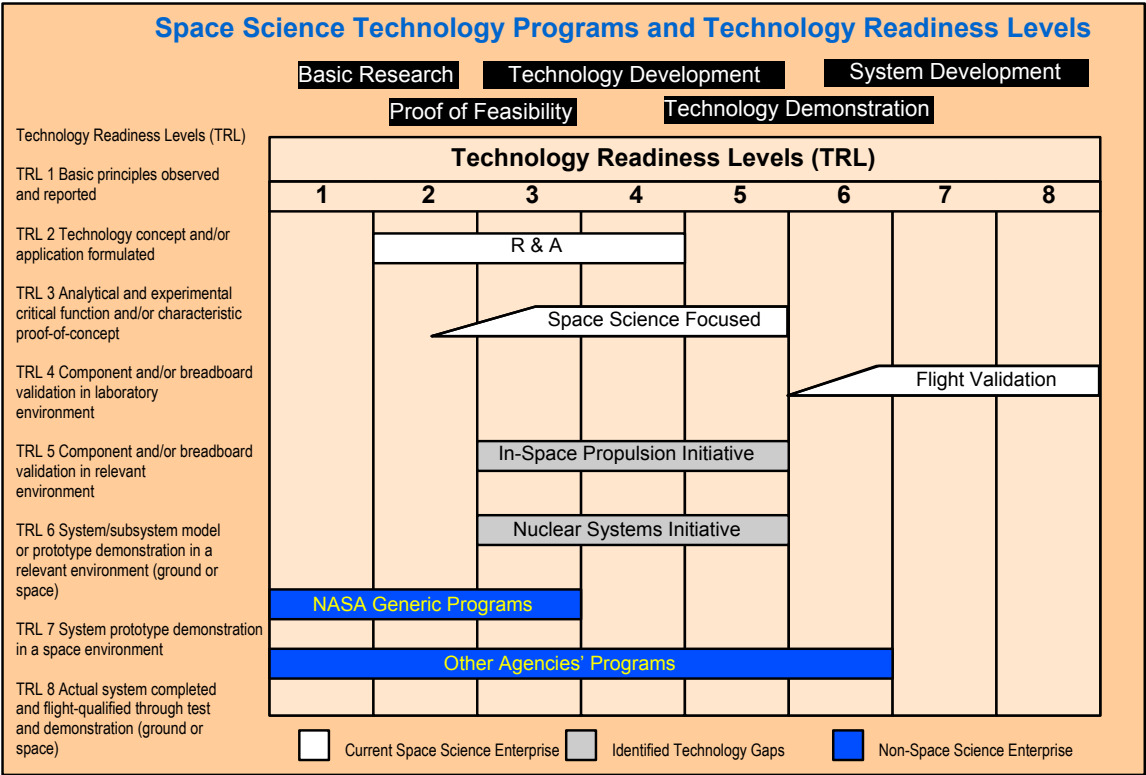 Space Science Technology Programs and Technology Readiness Levels
Basic Research
Technology Development
System Development
Proof of Feasibility
Technology Demonstration
Technology Readiness Levels (TRL)
TRL 1 Basic principles observed
and reported
TRL 2 Technology concept and/or
application formulated
TRL 3 Analytical and experimental
critical function and/or characteristic
proof-of-concept
TRL 4 Component and/or breadboard
validation in laboratory
environment
TRL 5 Component and/or breadboard
validation in relevant
environment
TRL 6 System/subsystem model
or prototype demonstration in a
relevant environment (ground or
space)
TRL 7 System prototype demonstration
in a space environment
TRL 8 Actual system completed
and flight-qualified through test
and demonstration (ground or
space)
Technology Readiness Levels (TRL)
1 2 3 4 5 6 7 8
R & A
Space Science Focused
Flight Validation
In-Space Propulsion Initiative
Nuclear Systems Initiative
NASA Generic Programs
Other Agencies’ Programs
Current Space Science Enterprise
Identified Technology Gaps
Non-Space Science Enterprise